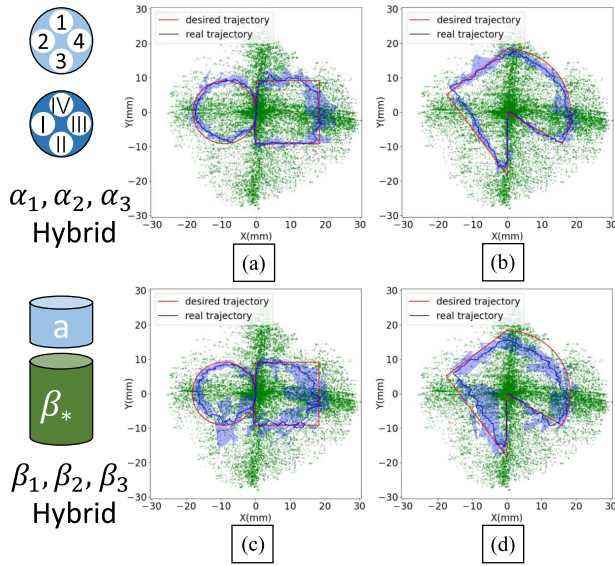 1
2 4
3
IV
I III
II
α₁, α₂, α₃
Hybrid
30
20
10
0
−10
−20
−30
Y(mm)
desired trajectory
real trajectory
−30 −20 −10 0 10 20 30
X(mm)
(a)
30
20
10
0
−10
−20
−30
Y(mm)
desired trajectory
real trajectory
−30 −20 −10 0 10 20 30
X(mm)
(b)
a
β*
β₁, β₂, β₃
Hybrid
30
20
10
0
−10
−20
−30
Y(mm)
desired trajectory
real trajectory
−30 −20 −10 0 10 20 30
X(mm)
(c)
30
20
10
0
−10
−20
−30
Y(mm)
desired trajectory
real trajectory
−30 −20 −10 0 10 20 30
X(mm)
(d)